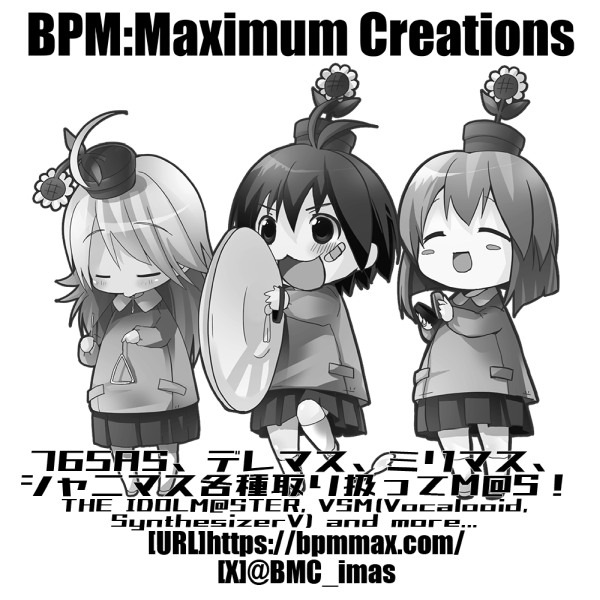 BPM:Maximum Creations
765AS、デレマス、ミリマス、
シャニマス各種取り扱ってM@S！
THE IDOLM@STER, VSM(Vocalooid,
SynthesizerV) and more...
[URL]https://bpmmax.com/
[X]@BMC_imas